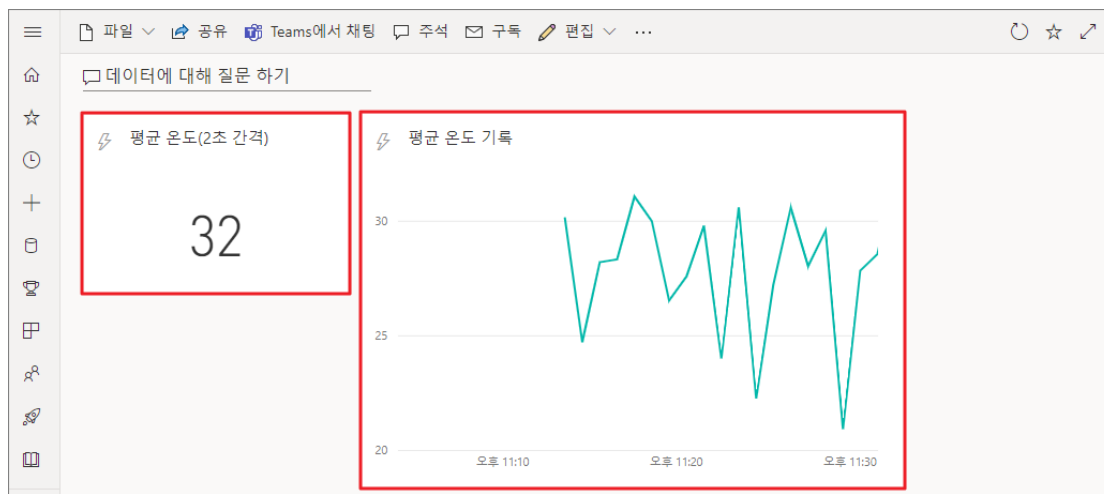 파일 공유 Teams에서 채팅 주석 구독 편집 ...
데이터에 대해 질문 하기
평균 온도(2초 간격)
32
평균 온도 기록
30
25
20
오후 11:10 오후 11:20 오후 11:30